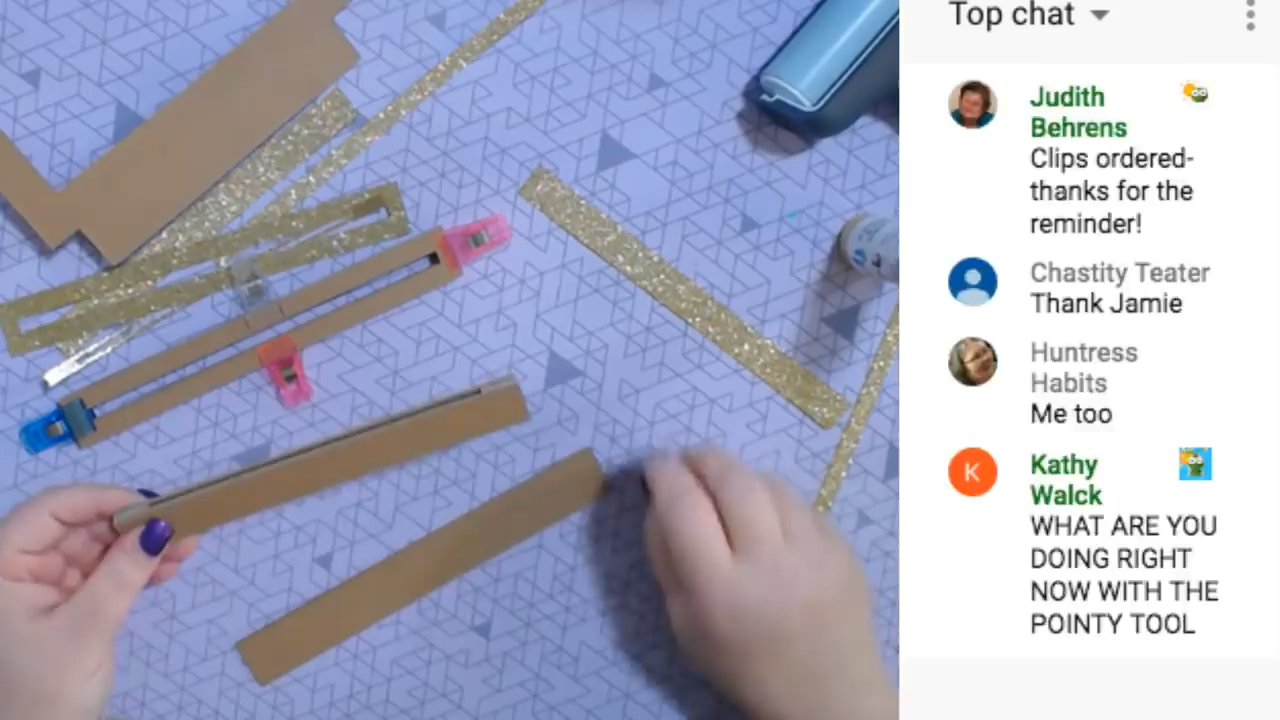 Top chat
Judith
Behrens
Clips ordered-
thanks for the
reminder!
Chastity Teater
Thank Jamie
Huntress
Habits
Me too
K
Kathy
Walck
WHAT ARE YOU
DOING RIGHT
NOW WITH THE
POINTY TOOL